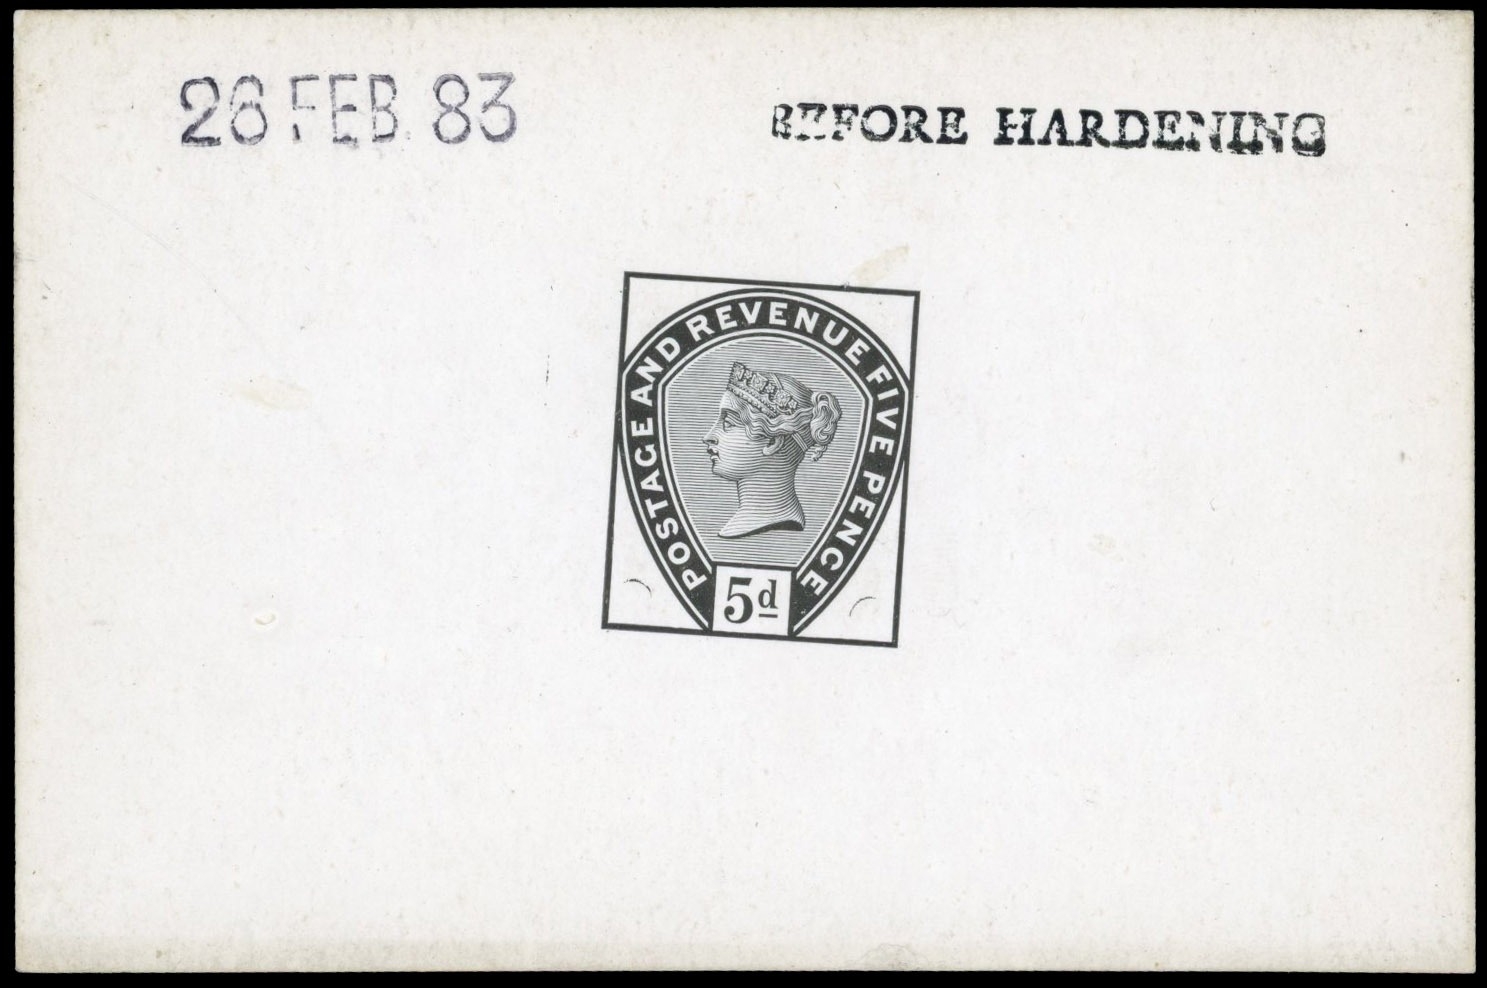 26 FEB. 83
BEFORE HARDENING
POSTAGE AND REVENUE FIVE PENCE
5d